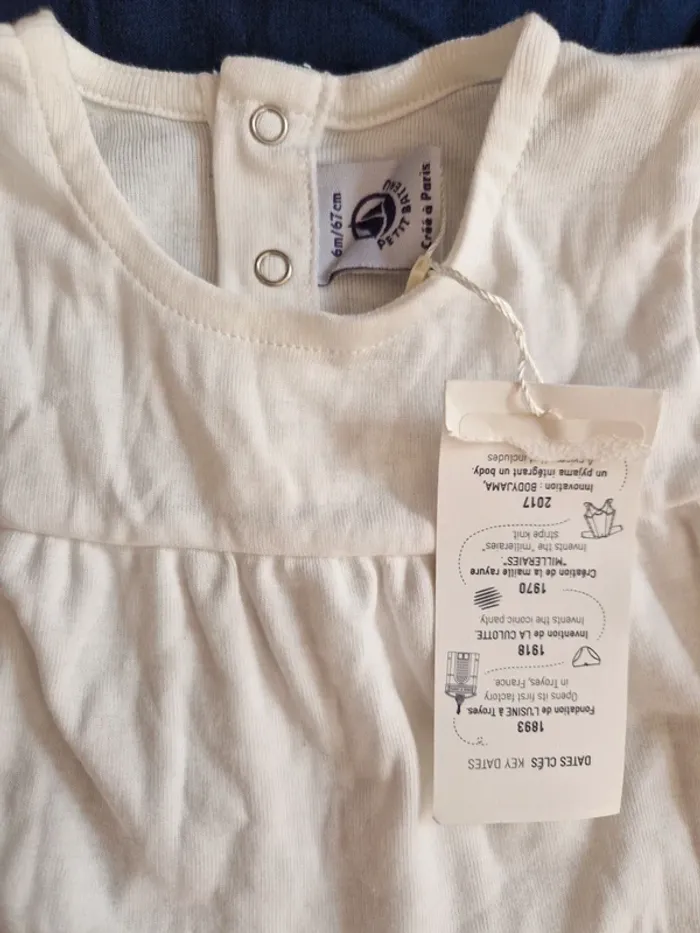 6m/67cm
PETIT BATEAU
Créé à Paris
DATES CLÉS KEY DATES
1893
Fondation de L'USINE à Troyes.
Opens its first factory
in Troyes, France.
1918
Invention de LA CULOTTE.
Invents the iconic panty.
1970
Création de la maille rayure
"MILLERAIES".
Invents the "milleraies"
stripe knit.
2017
Innovation : BODYJAMA,
un pyjama intégrant un body.
includes